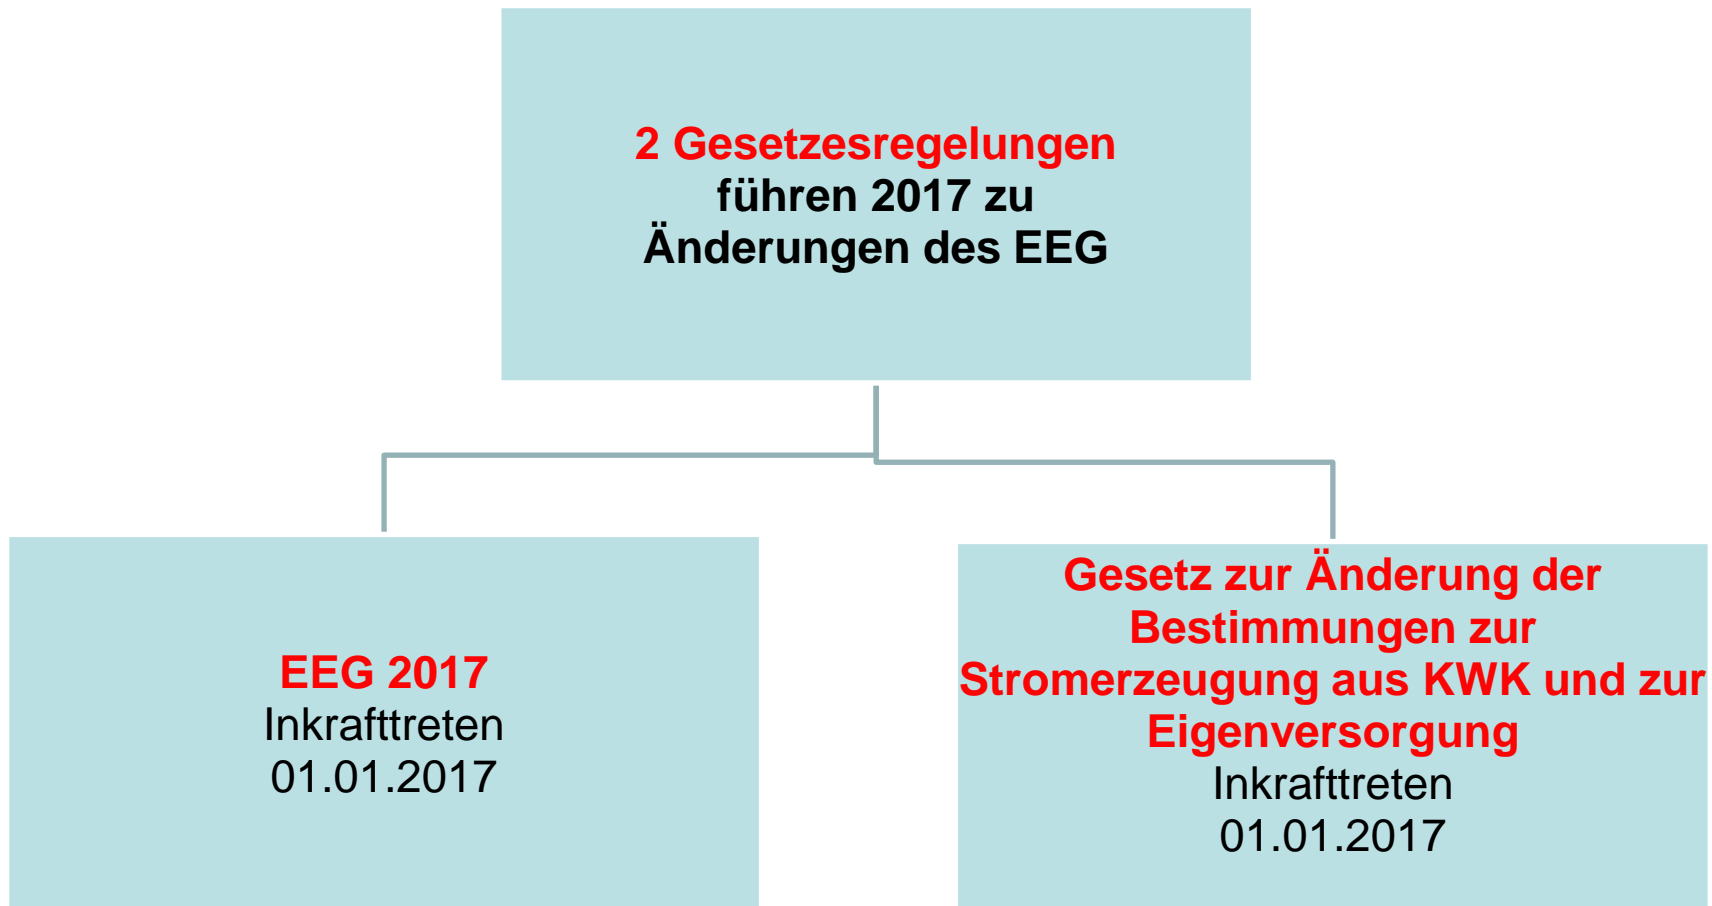 2 Gesetzesregelungen
führen 2017 zu
Änderungen des EEG
EEG 2017
Inkrafttreten
01.01.2017
Gesetz zur Änderung der
Bestimmungen zur
Stromerzeugung aus KWK und zur
Eigenversorgung
Inkrafttreten
01.01.2017